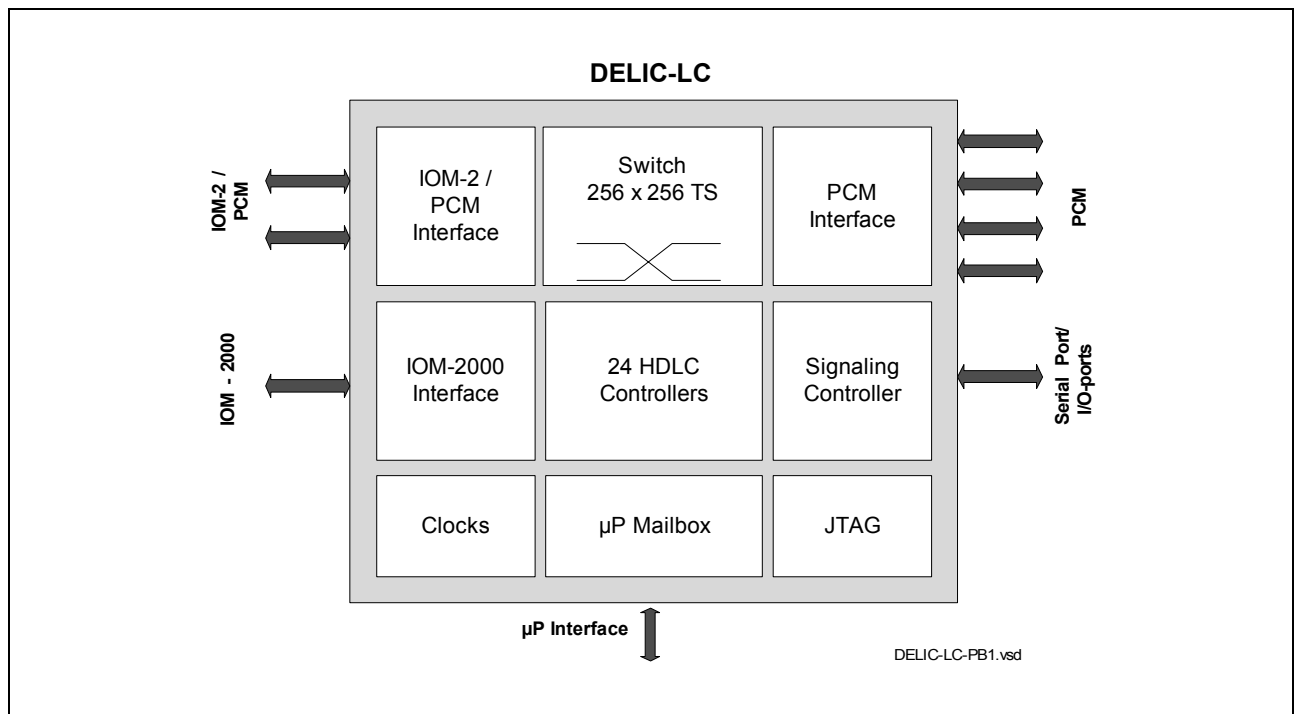 DELIC-LC
IOM-2 /
PCM
IOM-2 /
PCM
Interface
Switch
256 x 256 TS
PCM
Interface
PCM
IOM - 2000
IOM-2000
Interface
24 HDLC
Controllers
Signaling
Controller
Serial Port/
I/O-ports
Clocks
µP Mailbox
JTAG
µP Interface
DELIC-LC-PB1.vsd